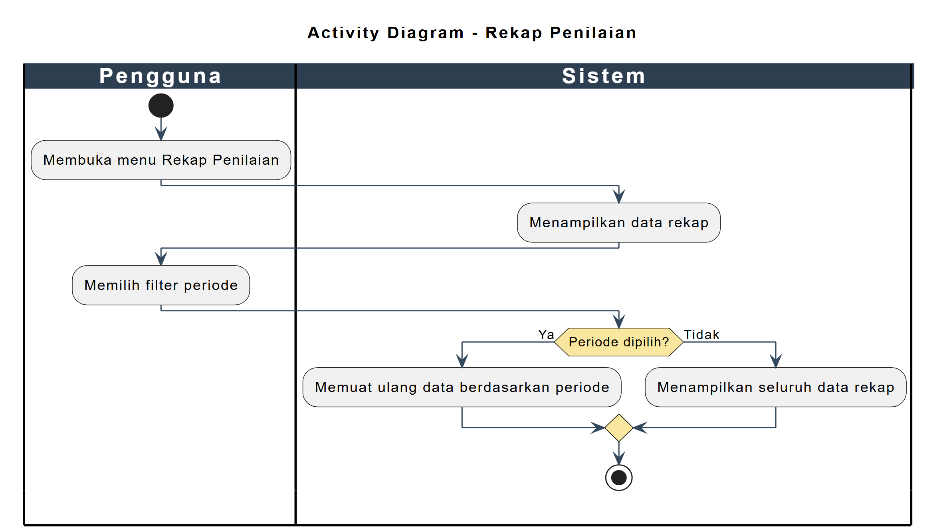 Activity Diagram - Rekap Penilaian
Pengguna
Sistem
Membuka menu Rekap Penilaian
Menampilkan data rekap
Memilih filter periode
Ya
Periode dipilih?
Tidak
Memuat ulang data berdasarkan periode
Menampilkan seluruh data rekap